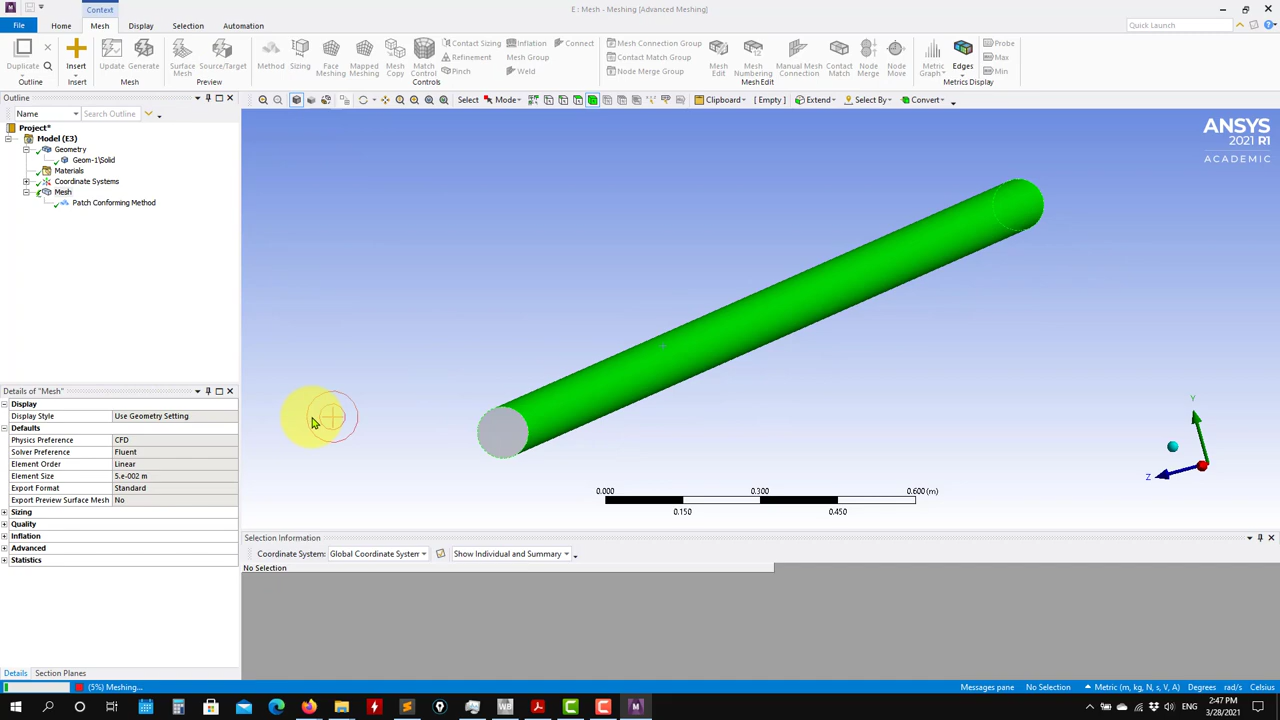 Context
E : Mesh - Meshing [Advanced Meshing]
File Home Mesh Display Selection Automation
Quick Launch
Duplicate
Outline
Insert
Insert
Update Generate
Mesh
Surface Mesh Source/Target
Preview
Method Sizing Face Meshing Mapped Meshing Mesh Copy Match Control
Contact Sizing Inflation Connect
Refinement Mesh Group
Pinch Weld
Controls
Mesh Connection Group
Contact Match Group
Node Merge Group
Mesh Edit Mesh Numbering Manual Mesh Connection Contact Match Node Merge Node Move
Mesh Edit
Metric Graph Edges
Probe
Max
Min
Metrics Display
Outline
Name Search Outline
Select Mode Clipboard [ Empty ] Extend Select By Convert
Project*
Model (E3)
Geometry
Geom-1\Solid
Materials
Coordinate Systems
Mesh
Patch Conforming Method
ANSYS
2021 R1
ACADEMIC
Details of "Mesh"
Display
Display Style Use Geometry Setting
Defaults
Physics Preference CFD
Solver Preference Fluent
Element Order Linear
Element Size 5.e-002 m
Export Format Standard
Export Preview Surface Mesh No
Sizing
Quality
Inflation
Advanced
Statistics
Y
Z
0.000 0.300 0.600 (m)
0.150 0.450
Selection Information
Coordinate System: Global Coordinate System Show Individual and Summary
No Selection
Details Section Planes
(5%) Meshing...
Messages pane No Selection Metric (m, kg, N, s, V, A) Degrees rad/s Celsius
2:47 PM
3/28/2021